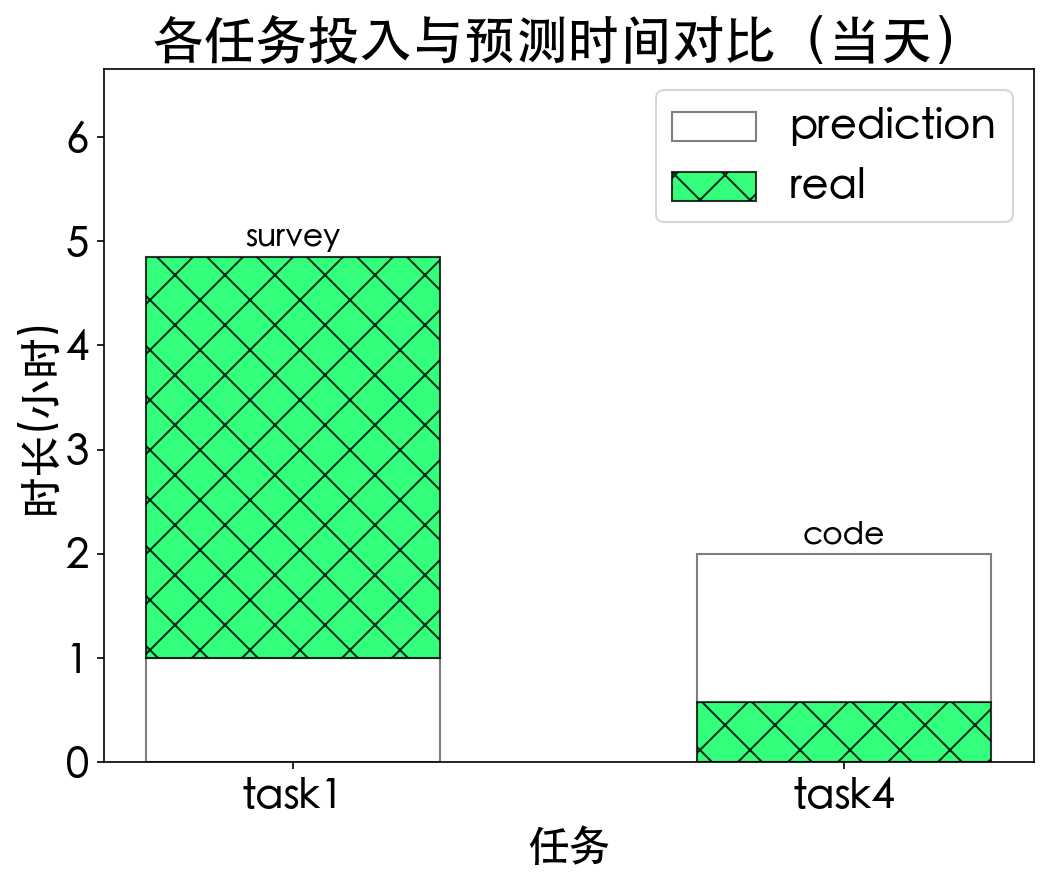 各任务投入与预测时间对比（当天）
prediction
real
时长(小时)
6
5
4
3
2
1
0
survey
code
task1
task4
任务